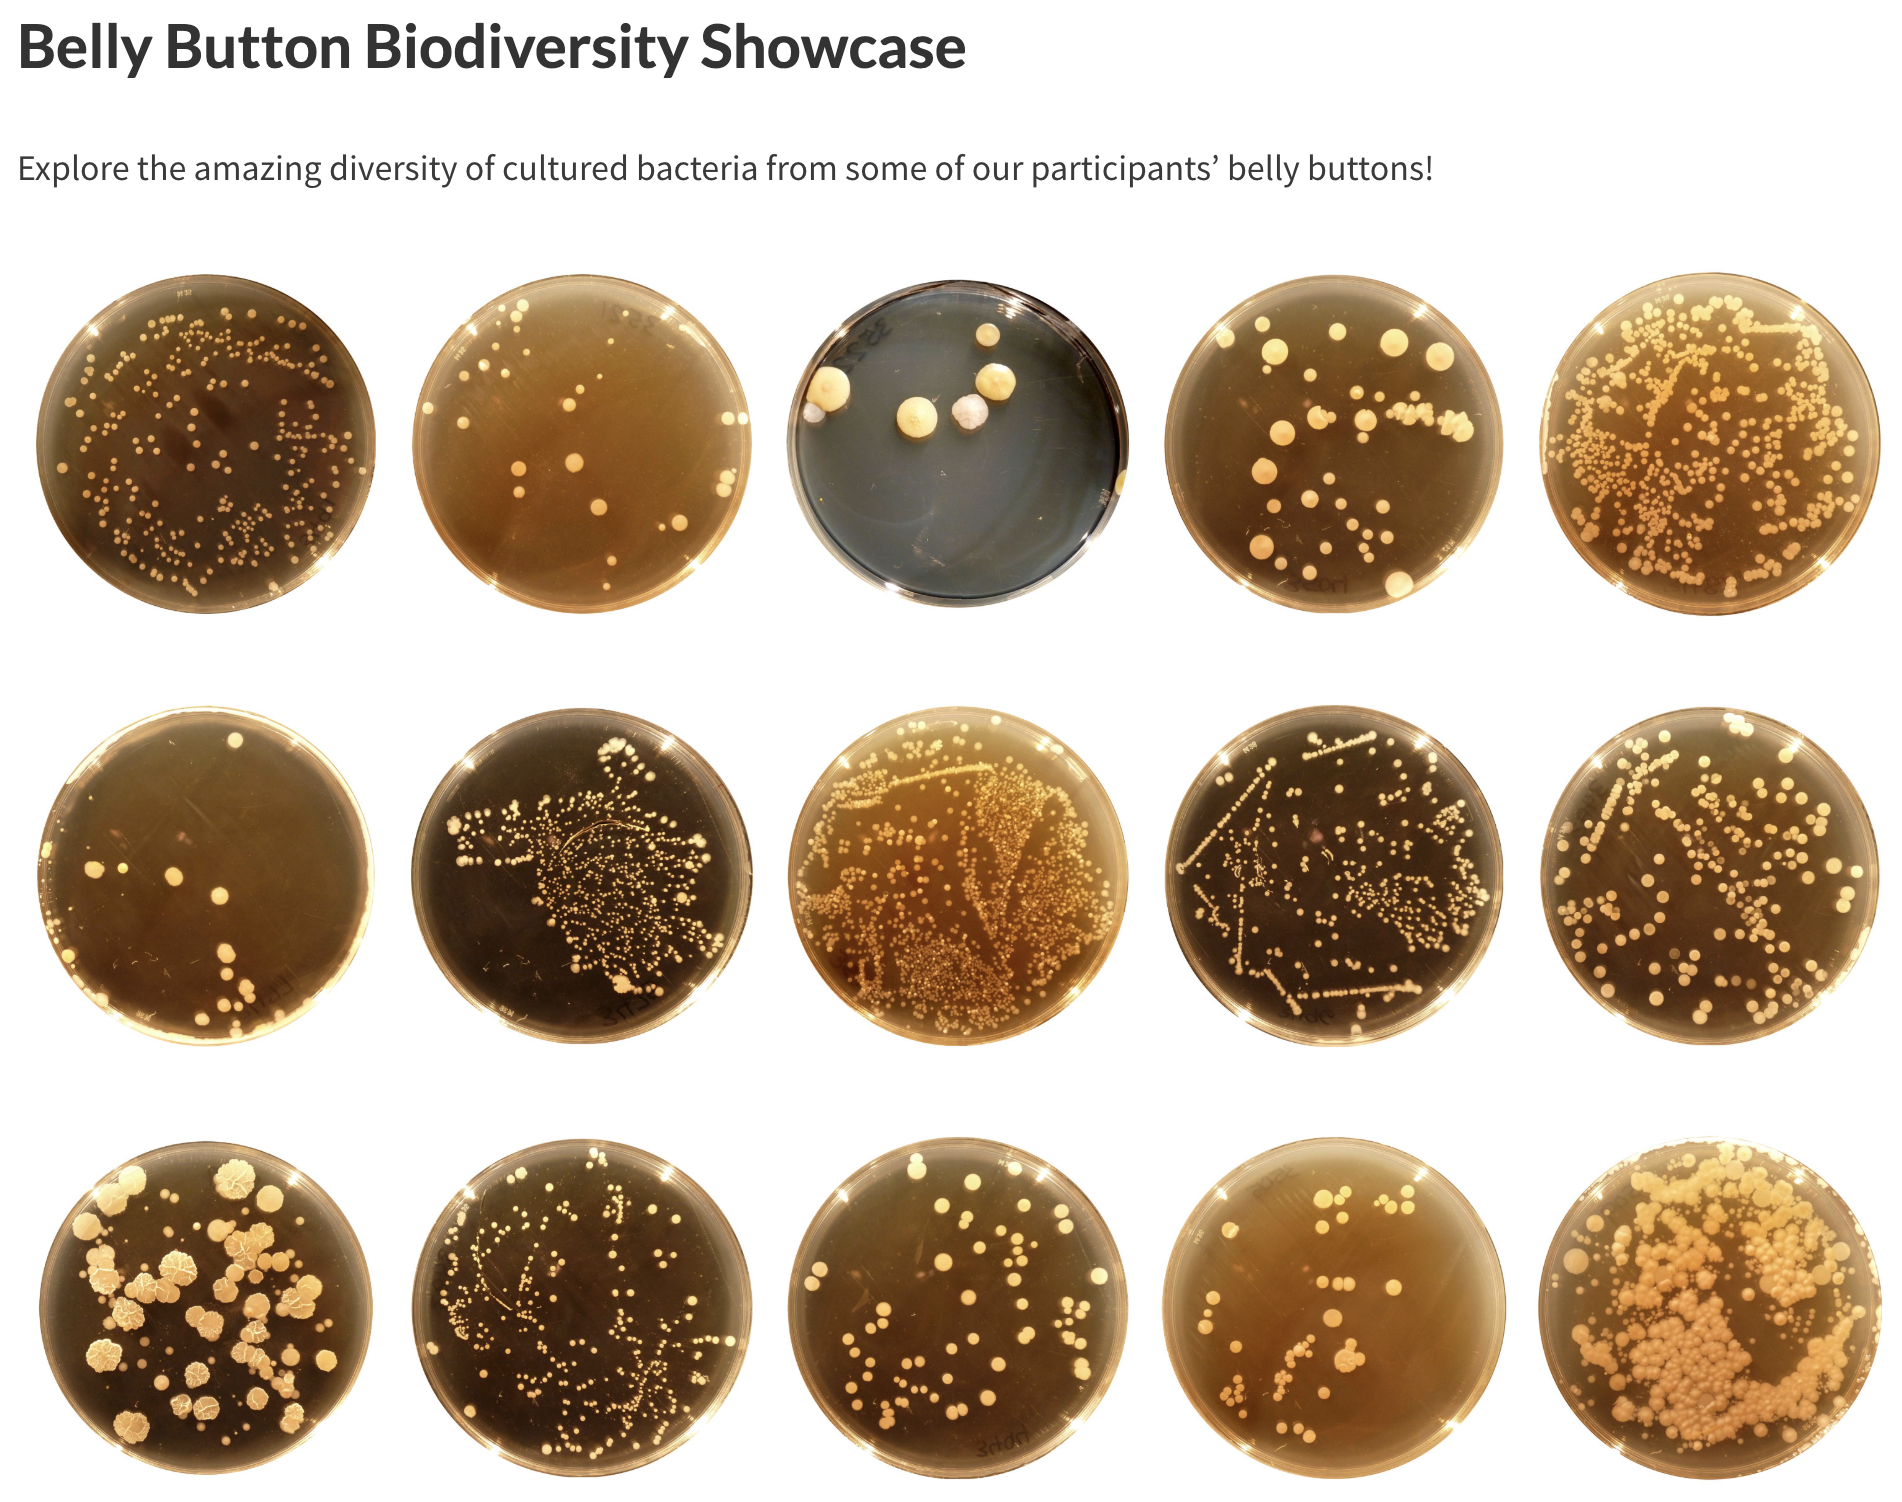 Belly Button Biodiversity Showcase
Explore the amazing diversity of cultured bacteria from some of our participants’ belly buttons!